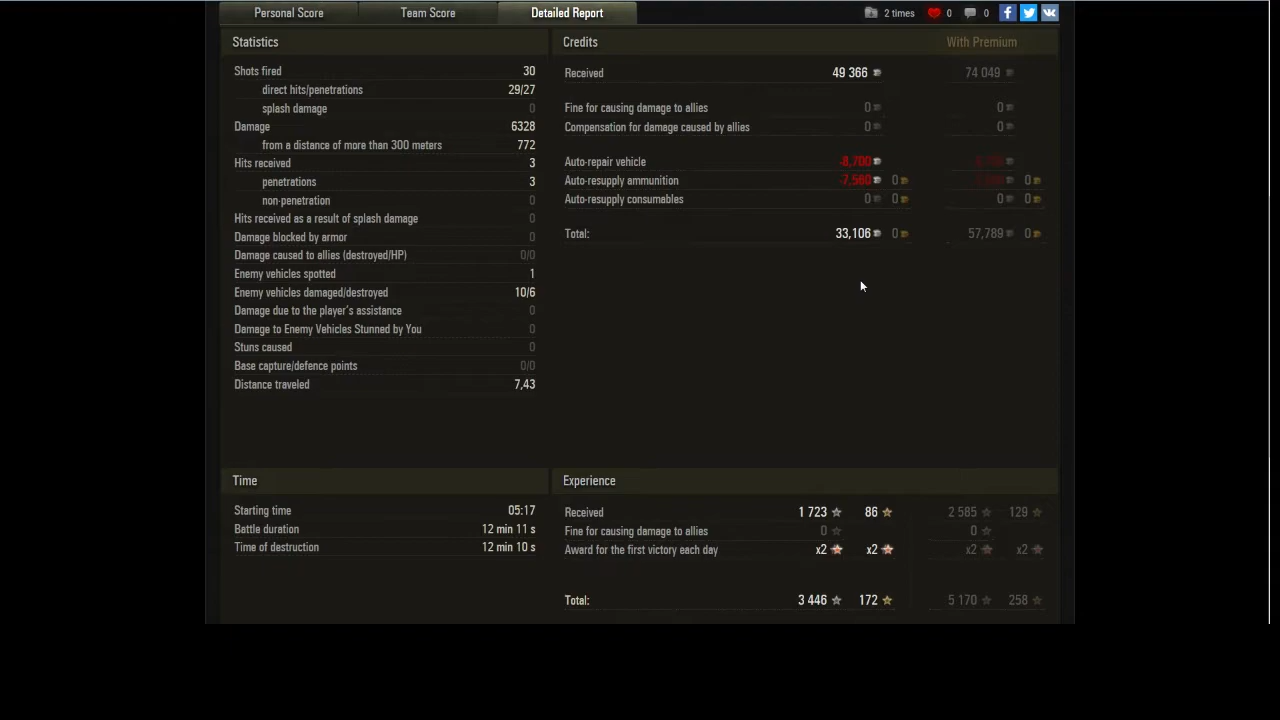 Personal Score Team Score Detailed Report 2 times 0 0
Statistics
Shots fired 30
direct hits/penetrations 29/27
splash damage 0
Damage 6328
from a distance of more than 300 meters 772
Hits received 3
penetrations 3
non-penetration 0
Hits received as a result of splash damage 0
Damage blocked by armor 0
Damage caused to allies (destroyed/HP) 0/0
Enemy vehicles spotted 1
Enemy vehicles damaged/destroyed 10/6
Damage due to the player's assistance 0
Damage to Enemy Vehicles Stunned by You 0
Stuns caused 0
Base capture/defence points 0/0
Distance traveled 7,43
Credits With Premium
Received 49 366 74 049
Fine for causing damage to allies 0 0
Compensation for damage caused by allies 0 0
Auto-repair vehicle -8,700
Auto-resupply ammunition -7,560 0 0
Auto-resupply consumables 0 0 0 0
Total: 33,106 0 57,789 0
Time
Starting time 05:17
Battle duration 12 min 11 s
Time of destruction 12 min 10 s
Experience
Received 1 723 86 2 585 129
Fine for causing damage to allies 0 0
Award for the first victory each day x2 x2 x2 x2
Total: 3 446 172 5 170 258